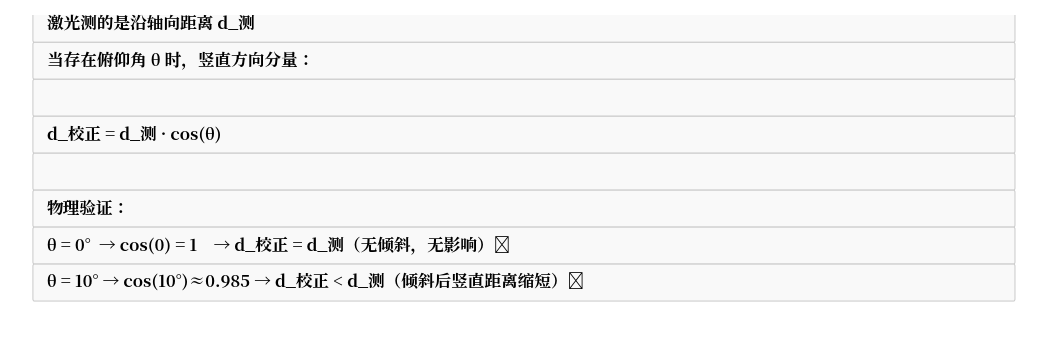 激光测的是沿轴向距离 d_测
当存在俯仰角 θ 时，竖直方向分量：
d_校正 = d_测 · cos(θ)
物理验证：
θ = 0° → cos(0) = 1 → d_校正 = d_测（无倾斜，无影响）
θ = 10° → cos(10°) ≈ 0.985 → d_校正 < d_测（倾斜后竖直距离缩短）